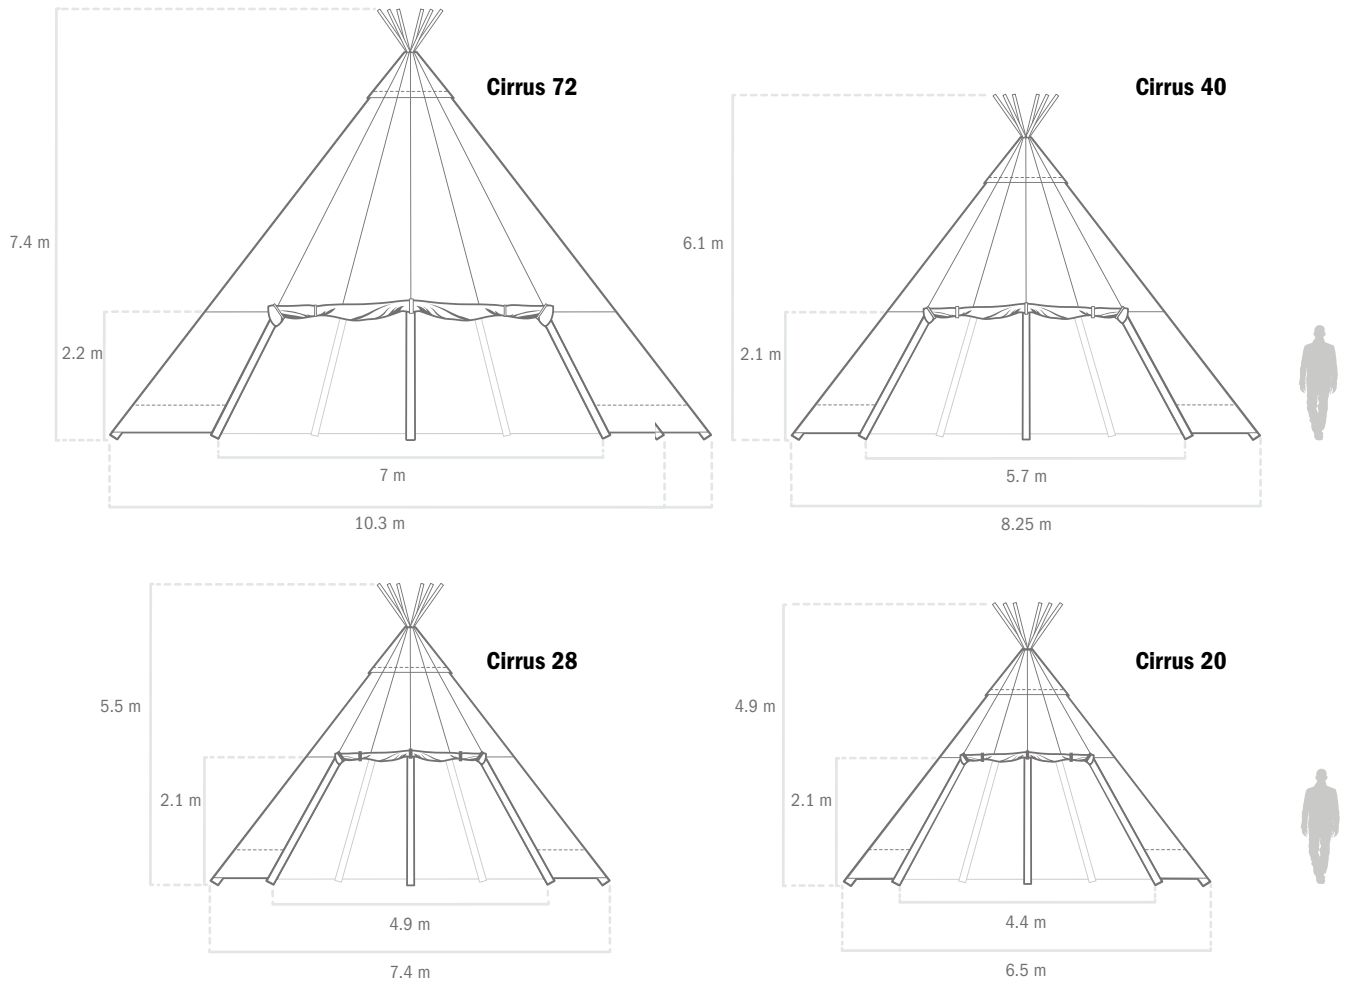 Cirrus 72
7.4 m
2.2 m
7 m
10.3 m
Cirrus 40
6.1 m
2.1 m
5.7 m
8.25 m
Cirrus 28
5.5 m
2.1 m
4.9 m
7.4 m
Cirrus 20
4.9 m
2.1 m
4.4 m
6.5 m